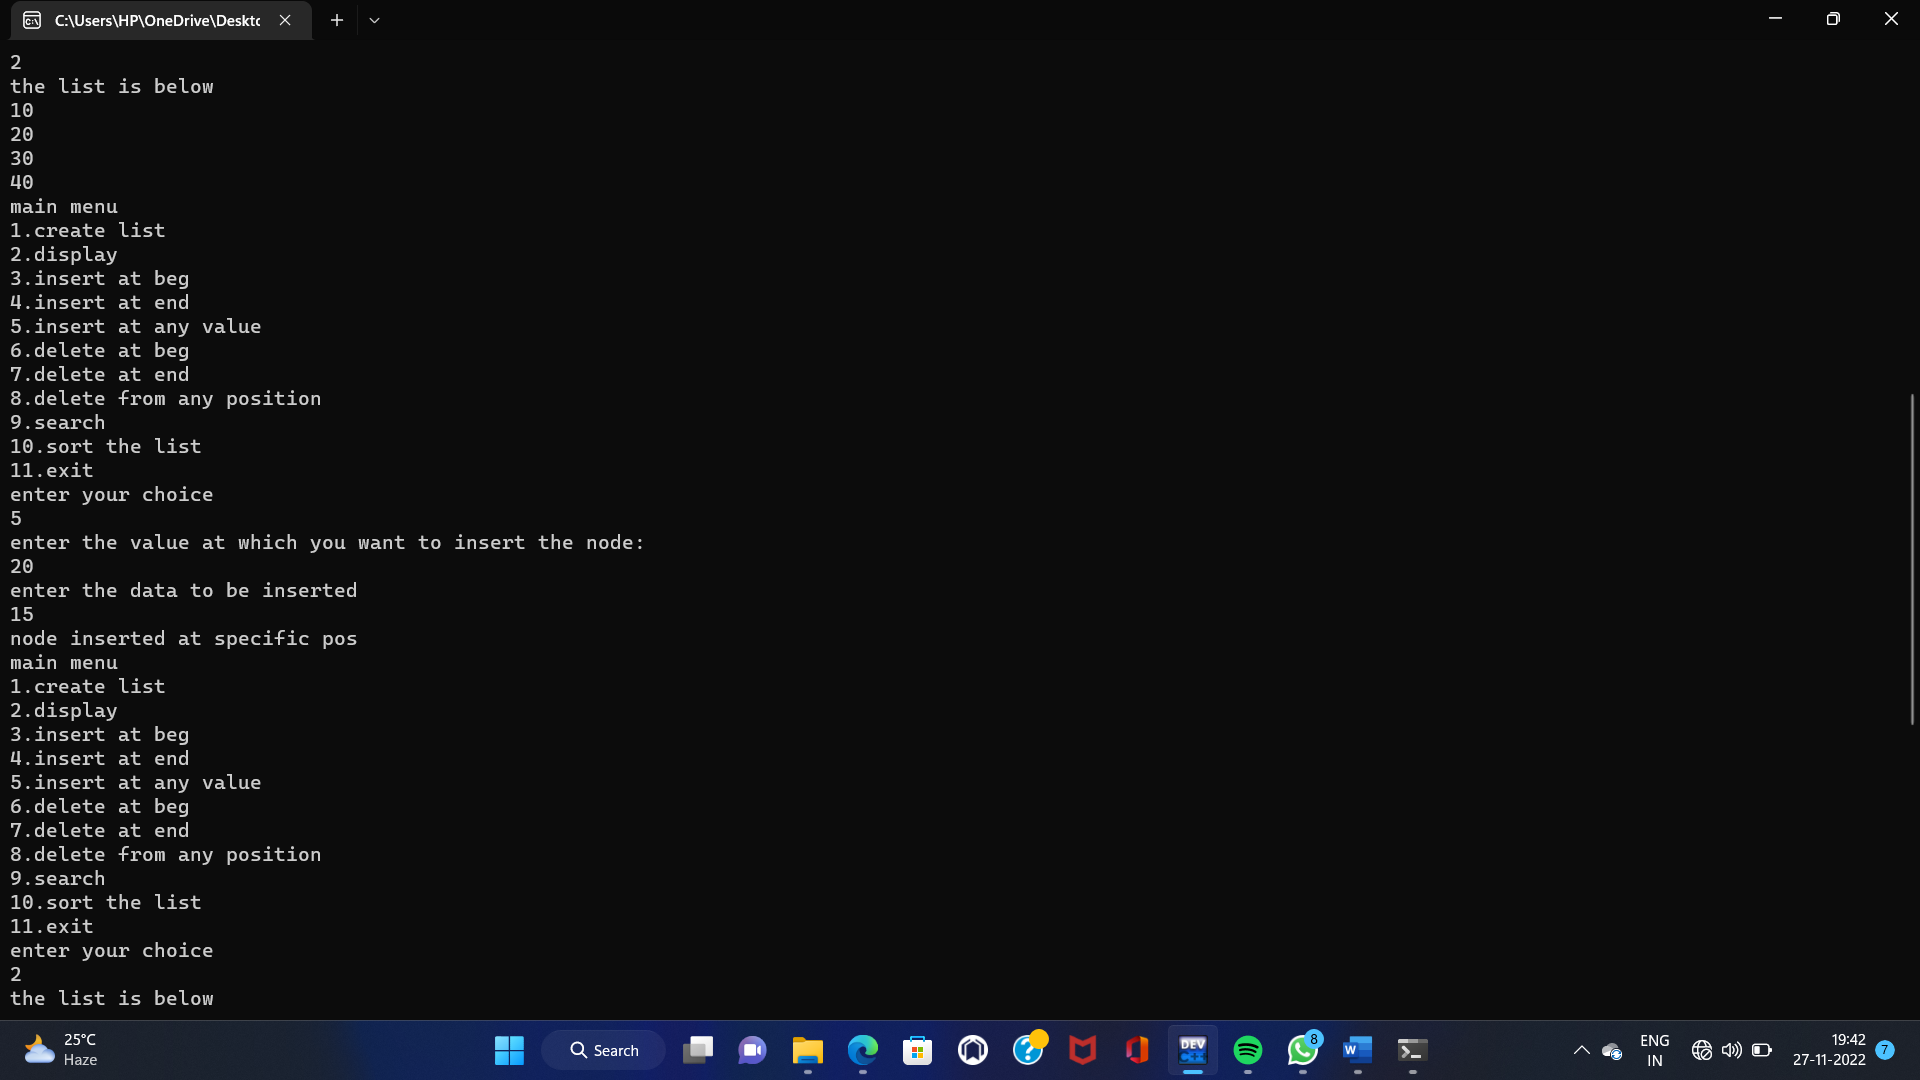 C:\Users\HP\OneDrive\Deskto
2
the list is below
10
20
30
40
main menu
1.create list
2.display
3.insert at beg
4.insert at end
5.insert at any value
6.delete at beg
7.delete at end
8.delete from any position
9.search
10.sort the list
11.exit
enter your choice
5
enter the value at which you want to insert the node:
20
enter the data to be inserted
15
node inserted at specific pos
main menu
1.create list
2.display
3.insert at beg
4.insert at end
5.insert at any value
6.delete at beg
7.delete at end
8.delete from any position
9.search
10.sort the list
11.exit
enter your choice
2
the list is below
25°C
Haze
Search
DEV
C++
8
W
ENG
IN
19:42
27-11-2022
7